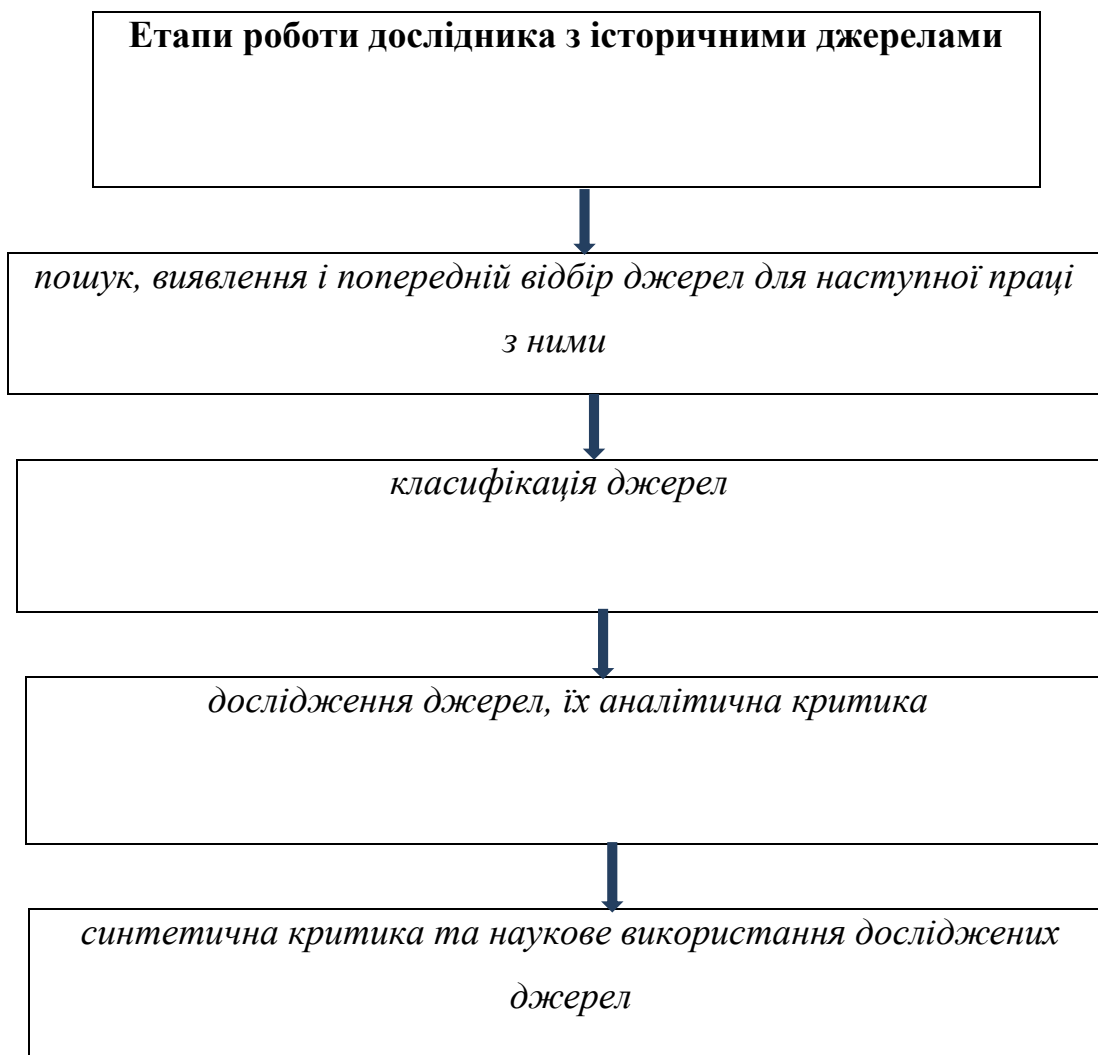 Етапи роботи дослідника з історичними джерелами
пошук, виявлення і попередній відбір джерел для наступної праці
з ними
класифікація джерел
дослідження джерел, їх аналітична критика
синтетична критика та наукове використання досліджених
джерел